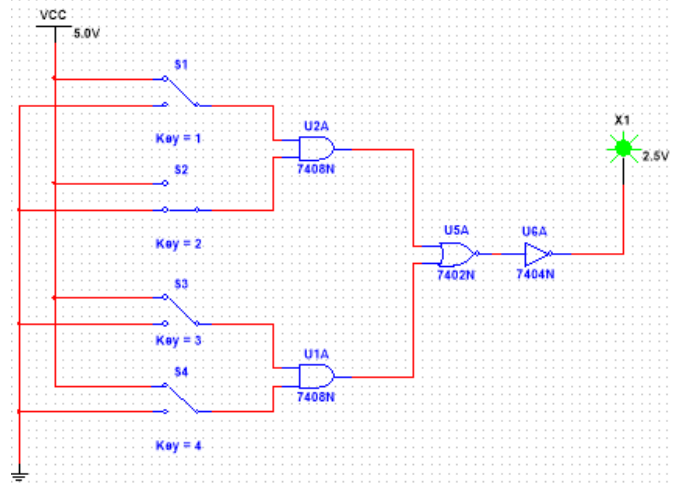 VCC
5.0V
S1
Key = 1
U2A
7408N
X1
2.5V
S2
Key = 2
U5A
7402N
U6A
7404N
S3
Key = 3
U1A
7408N
S4
Key = 4